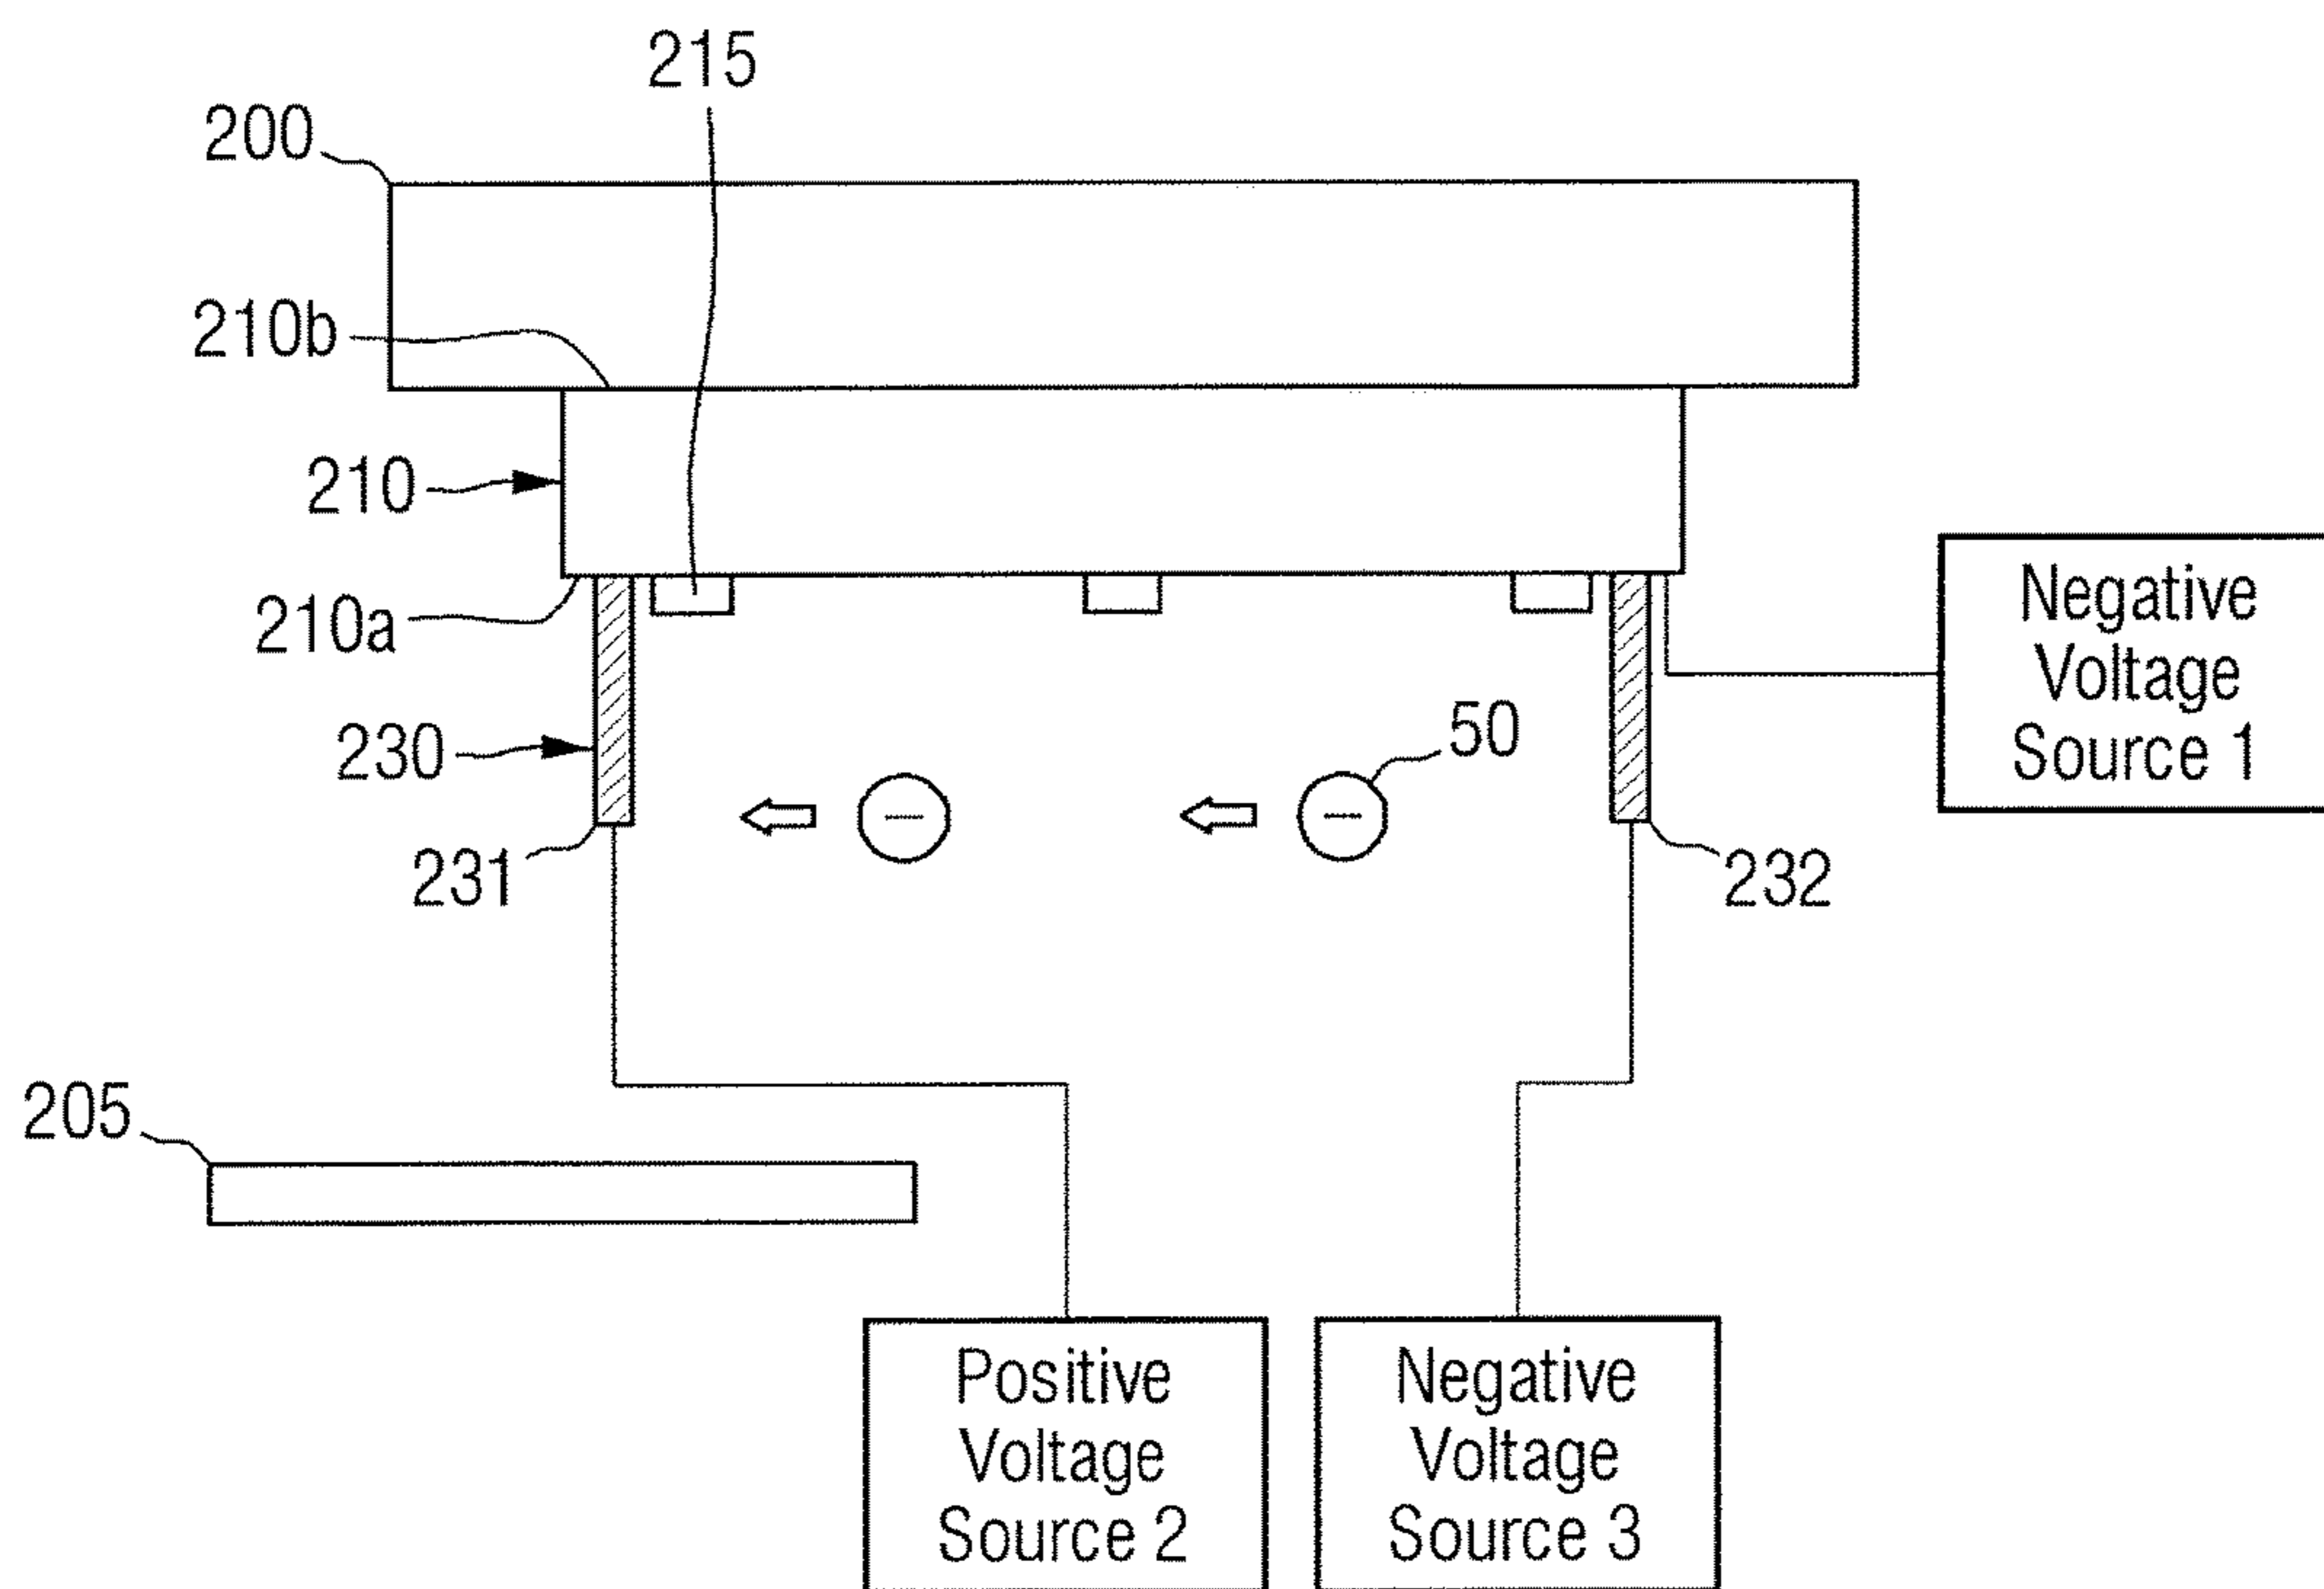 215
200
210b
210
210a
Negative
Voltage
Source 1
230
50
231
232
205
Positive
Voltage
Source 2
Negative
Voltage
Source 3